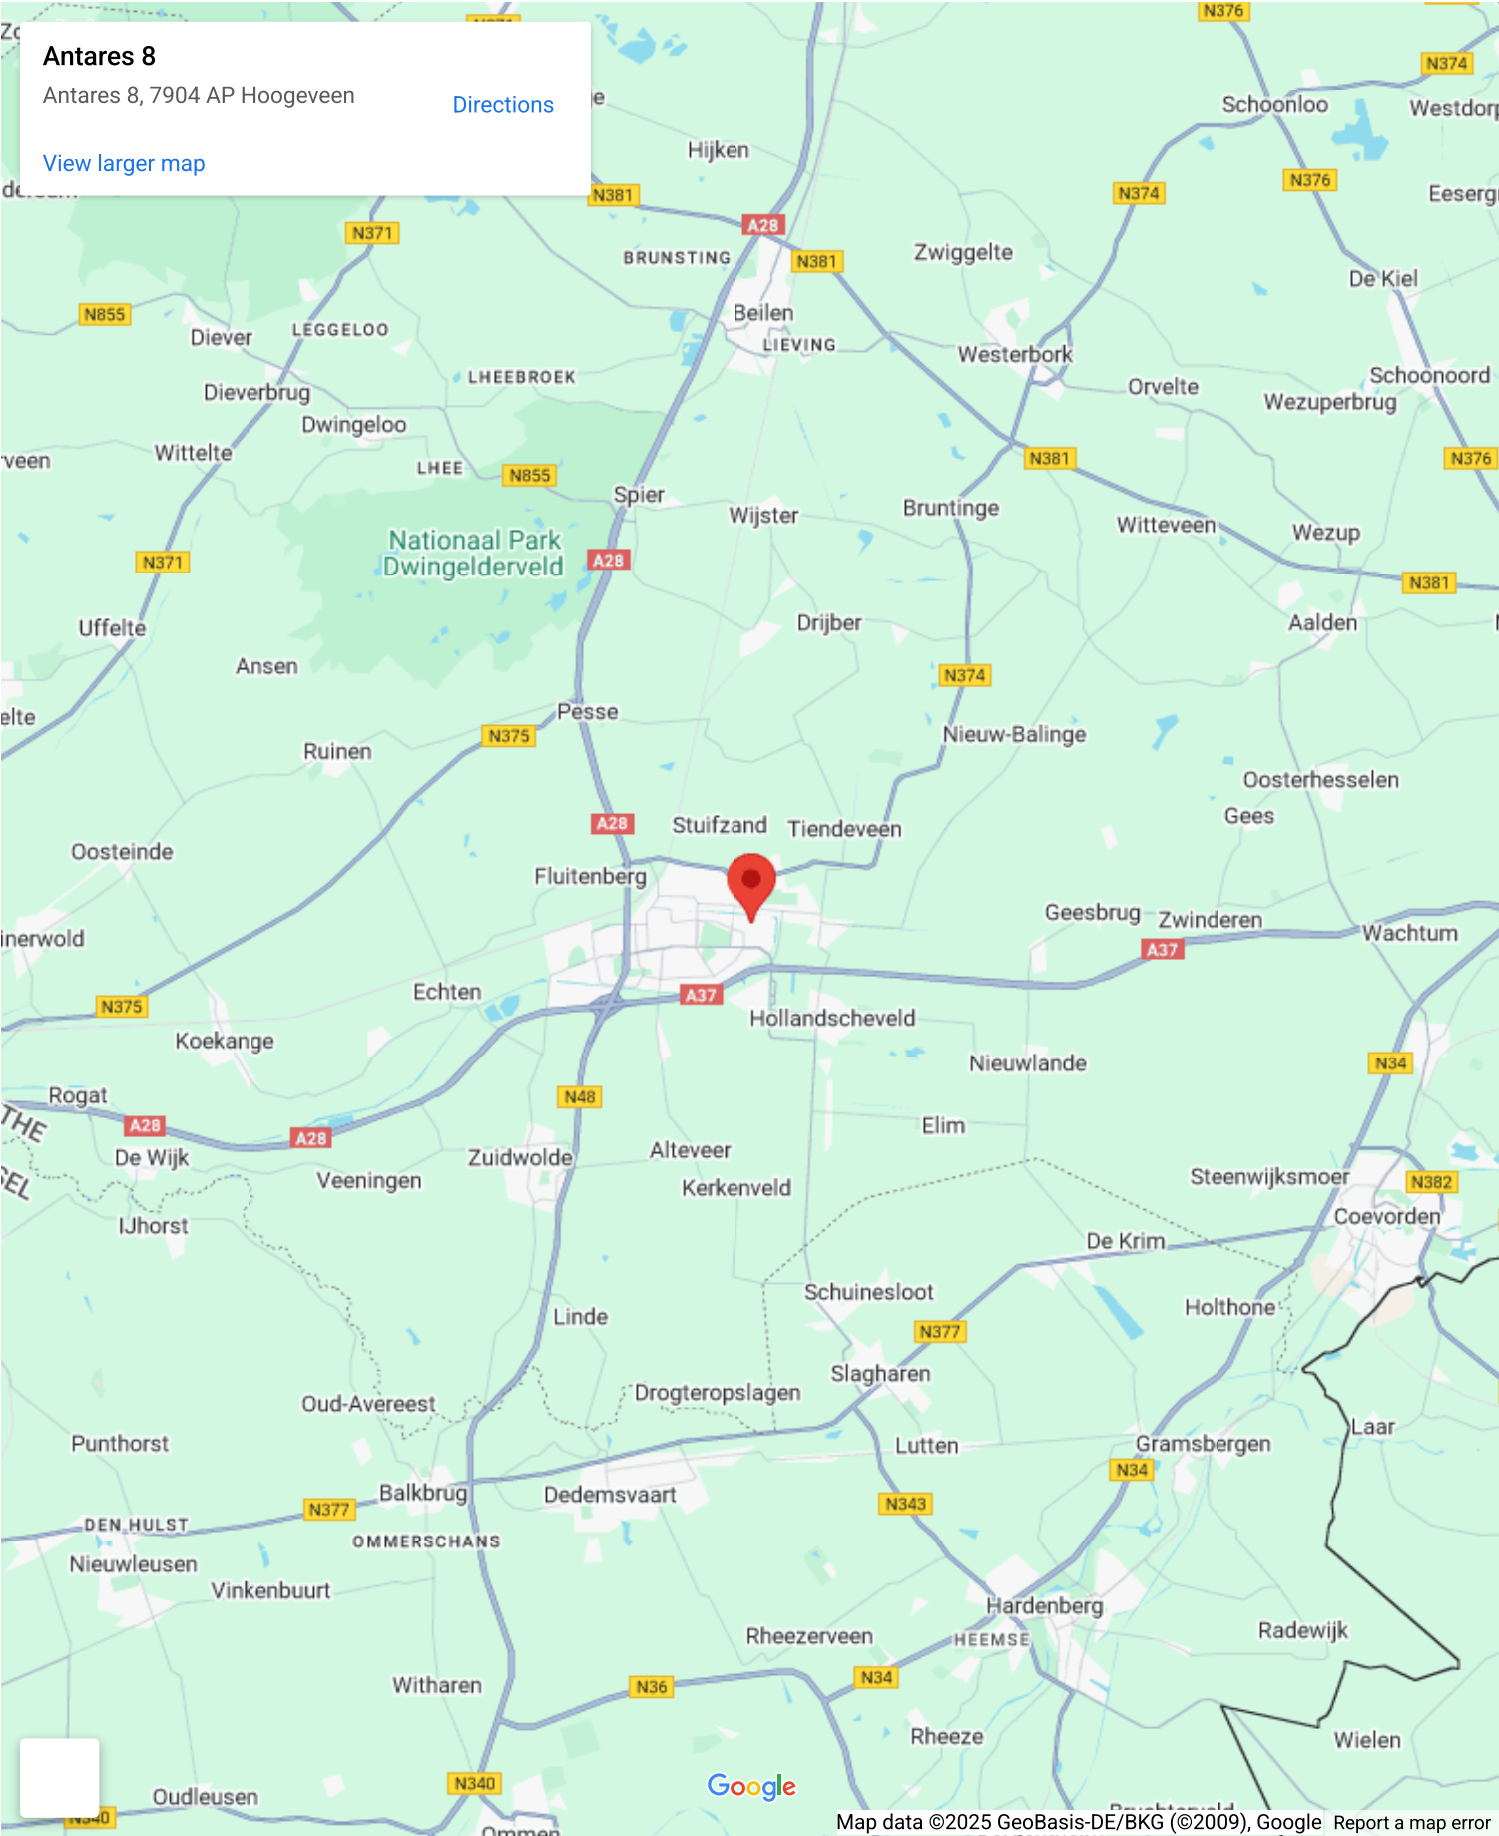 Antares 8
Antares 8, 7904 AP Hoogeveen
Directions
View larger map
N376
N374
Schoonloo
Hijken
N381
N374
N376
A28
N371
BRUNSTING
N381
Zwiggelte
De Kiel
N855
Beilen
Diever
LEGGELOO
LIEVING
Westerbork
LHEEBROEK
Schoonoord
Dieverbrug
Orvelte
Wezuperbrug
Dwingeloo
Wittelte
N381
N376
LHEE
N855
Spier
Wijster
Bruntinge
Witteveen
Wezup
Nationaal Park
Dwingelderveld
A28
N371
N381
Uffelte
Drijber
Aalden
Ansen
N374
Pesse
N375
Nieuw-Balinge
Ruinen
Oosterhesselen
Gees
A28
Stuifzand
Tiendeveen
Oosteinde
Fluitenberg
Geesbrug
Zwinderen
Wachtum
A37
Echten
A37
N375
Hollandscheveld
Koekange
Nieuwlande
N34
Rogat
N48
A28
A28
Elim
De Wijk
Zuidwolde
Alteveer
Veeningen
Kerkenveld
Steenwijksmoer
N382
IJhorst
Coevorden
De Krim
Schuinesloot
Holthone
Linde
N377
Slagharen
Drogteropslagen
Oud-Avereest
Laar
Punthorst
Lutten
Gramsbergen
N34
Balkbrug
Dedemsvaart
N343
N377
DEN HULST
OMMERSCHANS
Nieuwleusen
Vinkenbuurt
Hardenberg
Rheezerveen
HEEMSE
Radewijk
Witharen
N36
N34
Rheeze
Wielen
N340
Google
Oudleusen
N340
Ommen
Map data ©2025 GeoBasis-DE/BKG (©2009), Google
Report a map error